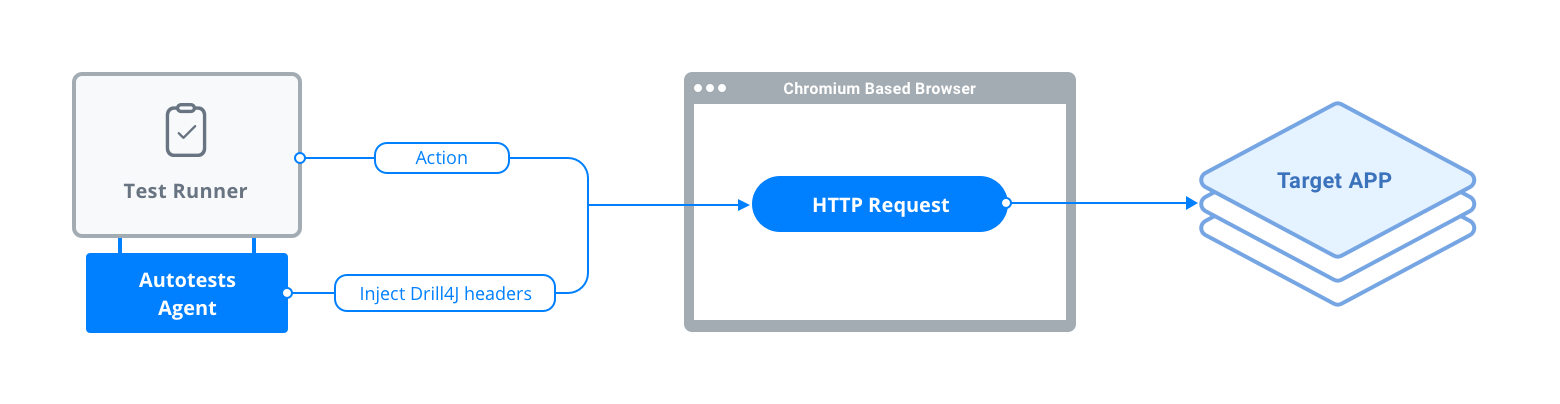 Chromium Based Browser
Action
Test Runner
Target APP
HTTP Request
Autotests
Agent
Inject Drill4J headers